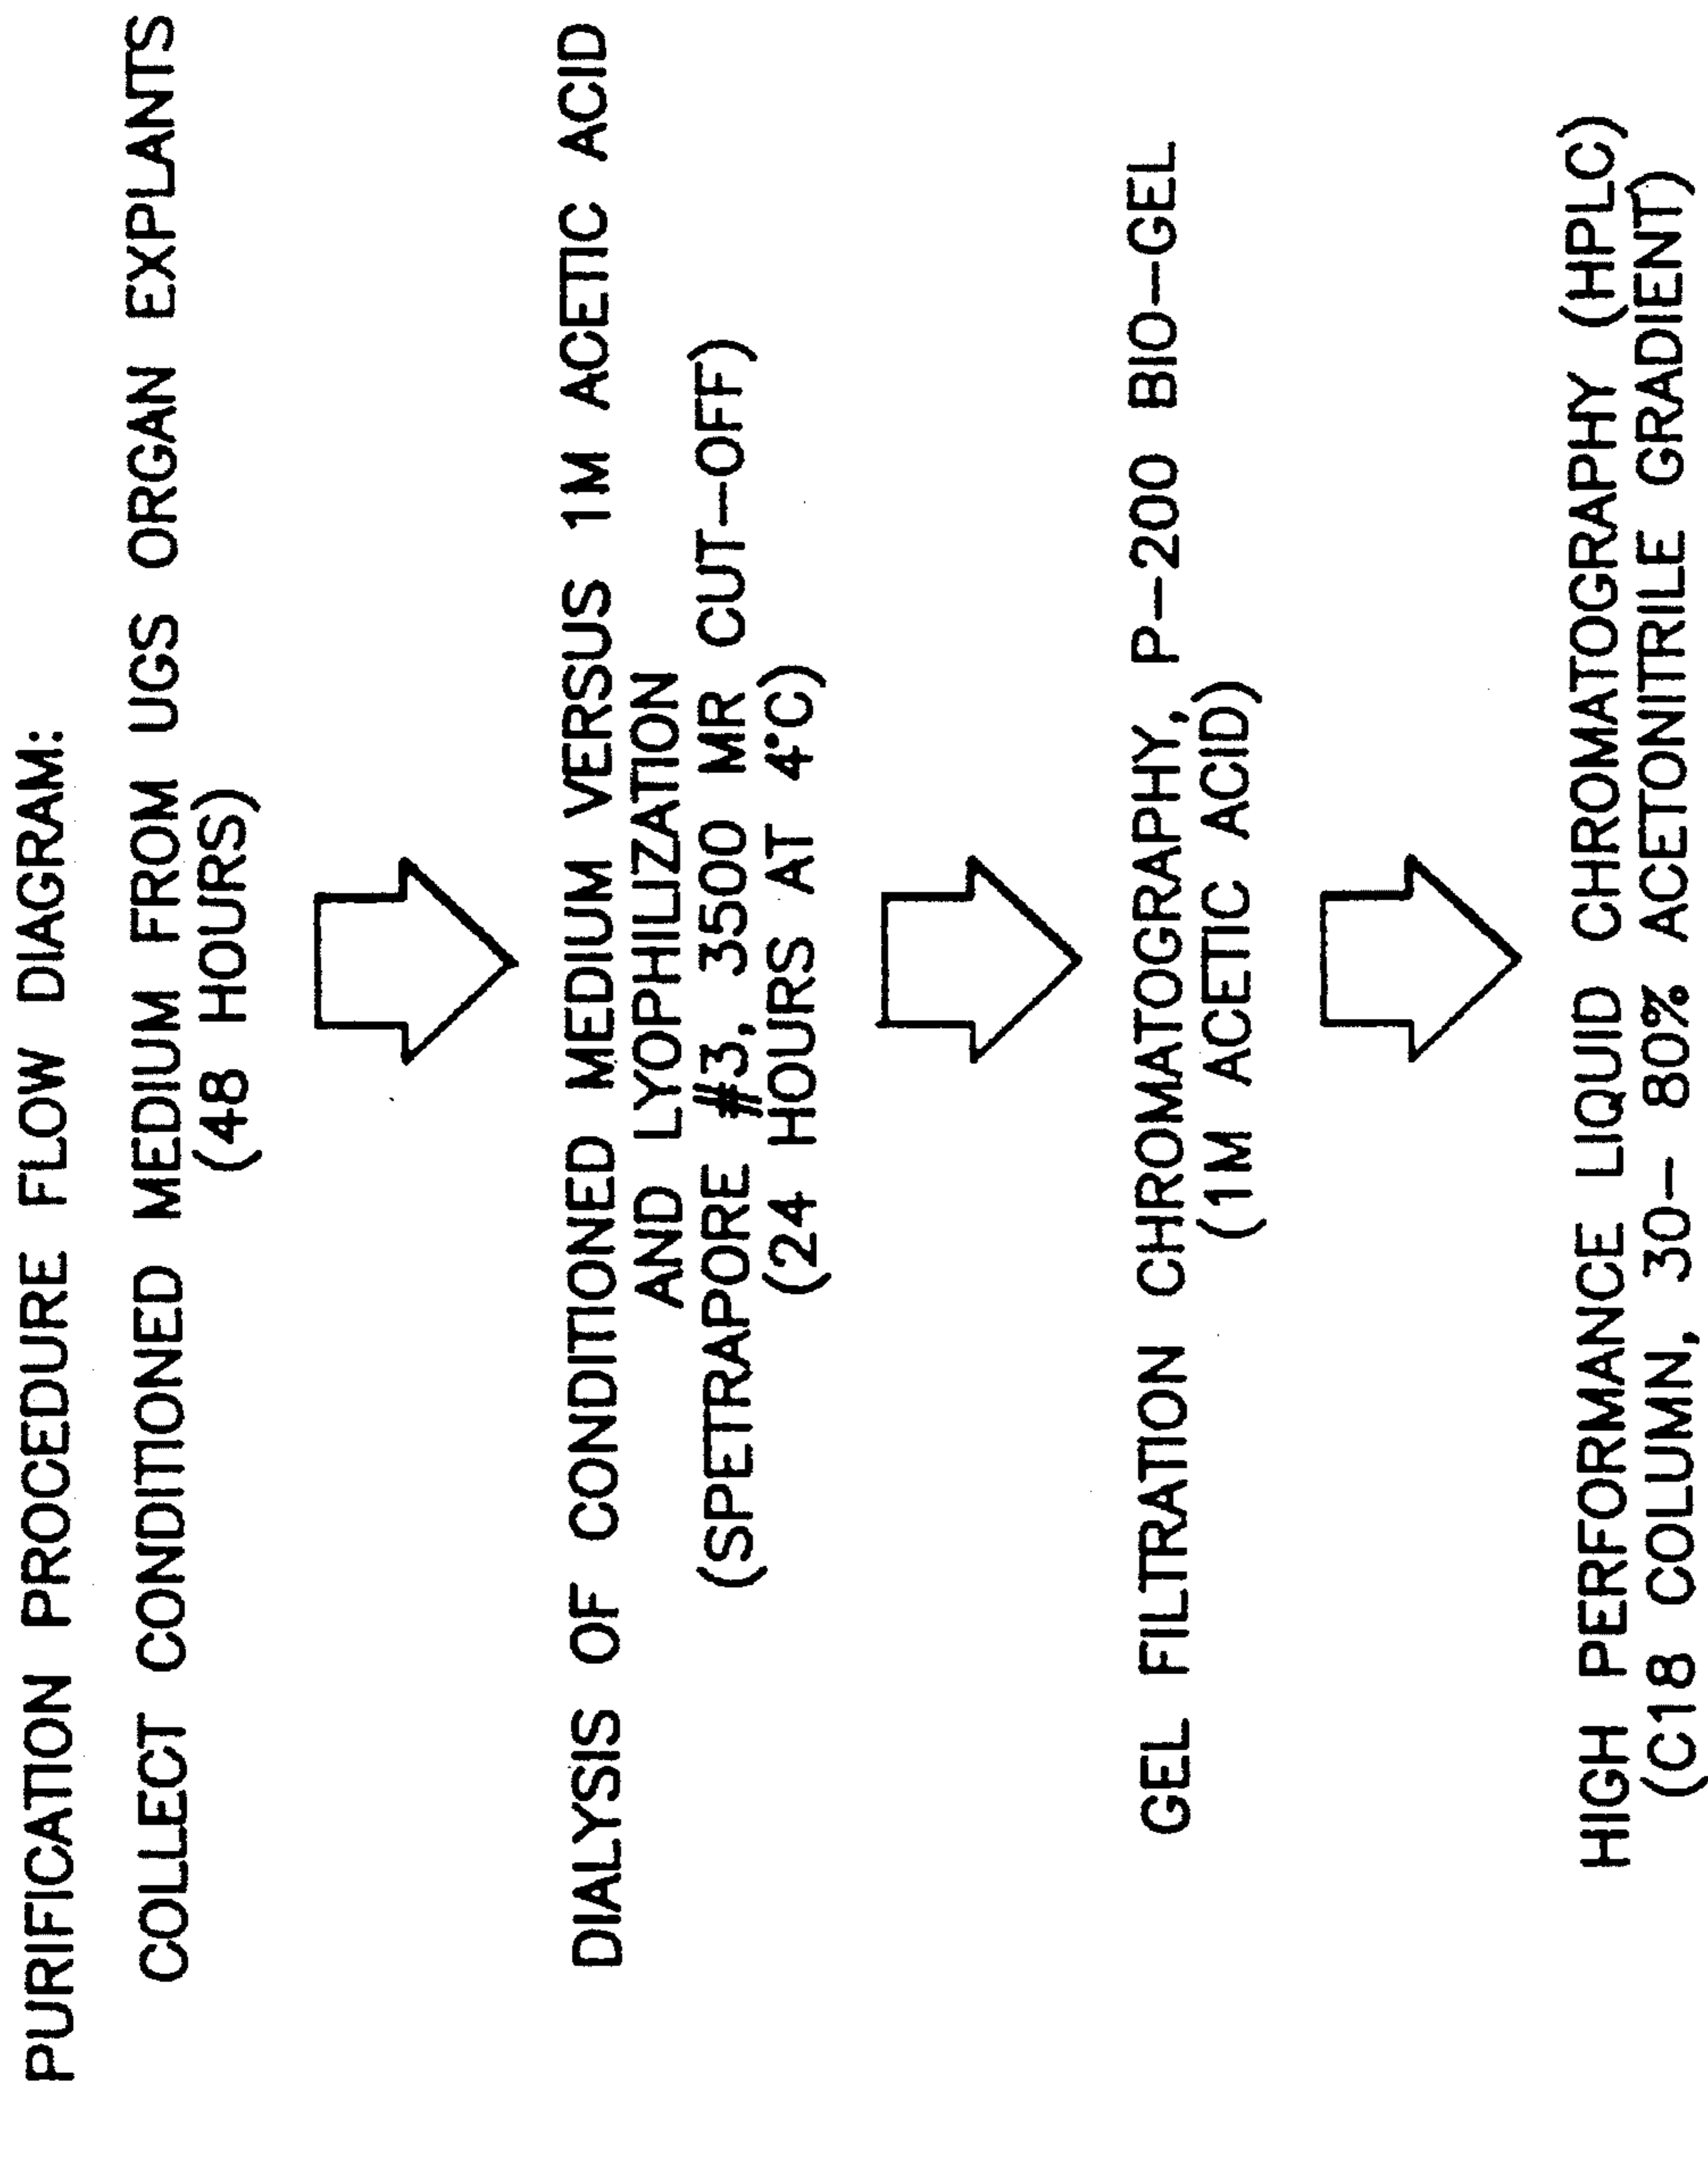 PURIFICATION PROCEDURE FLOW DIAGRAM:
COLLECT CONDITIONED MEDIUM FROM UGS ORGAN EXPLANTS
(48 HOURS)
DIALYSIS OF CONDITIONED MEDIUM VERSUS 1M ACETIC ACID
AND LYOPHILIZATION
(SPETRAPORE #3, 3500 MR CUT-OFF)
(24 HOURS AT 4°C)
GEL FILTRATION CHROMATOGRAPHY, P-200 BIO-GEL
(1M ACETIC ACID)
HIGH PERFORMANCE LIQUID CHROMATOGRAPHY (HPLC)
(C18 COLUMN, 30- 80% ACETONITRILE GRADIENT)